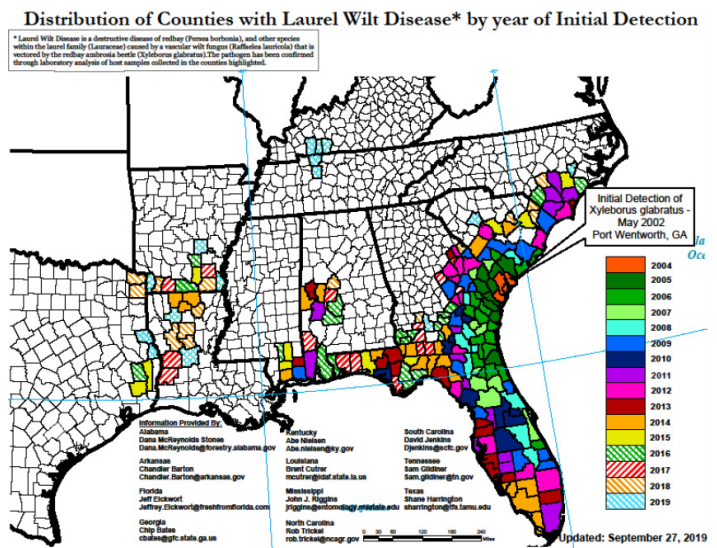 Distribution of Counties with Laurel Wilt Disease* by year of Initial Detection
* Laurel Wilt Disease is a destructive disease of redbay (Persea borbonia), and other species
within the laurel family (Lauraceae) caused by a vascular wilt fungus (Raffaelea lauricola) that is
vectored by the redbay ambrosia beetle (Xyleborus glabratus).The pathogen has been confirmed
through laboratory analysis of host samples collected in the counties highlighted.
Initial Detection of
Xyleborus glabratus -
May 2002
Port Wentworth, GA
2004
2005
2006
2007
2008
2009
2010
2011
2012
2013
2014
2015
2016
2017
2018
2019
Information Provided By:
Alabama
Dana McReynolds Stones
Dana.McReynolds@forestry.alabama.gov
Arkansas
Chandler Barton
Chandler.Barton@arkansas.gov
Florida
Jeff Eickwort
Jeffrey.Eickwort@freshfromflorida.com
Georgia
Chip Bates
cbates@gfc.state.ga.us
Kentucky
Abe Nielsen
Abe.nielsen@ky.gov
Louisiana
Brent Cutrer
mcutrer@ldaf.state.la.us
Mississippi
John J. Riggins
North Carolina
Rob Trickel
rob.trickel@ncagr.gov
South Carolina
David Jenkins
Djenkins@scfc.gov
Tennessee
Sam Gildiner
Sam.gildiner@tn.gov
Texas
Shane Harrington
sharrington@tfs.tamu.edu
0 30 60 120 180 240
Miles
Updated: September 27, 2019